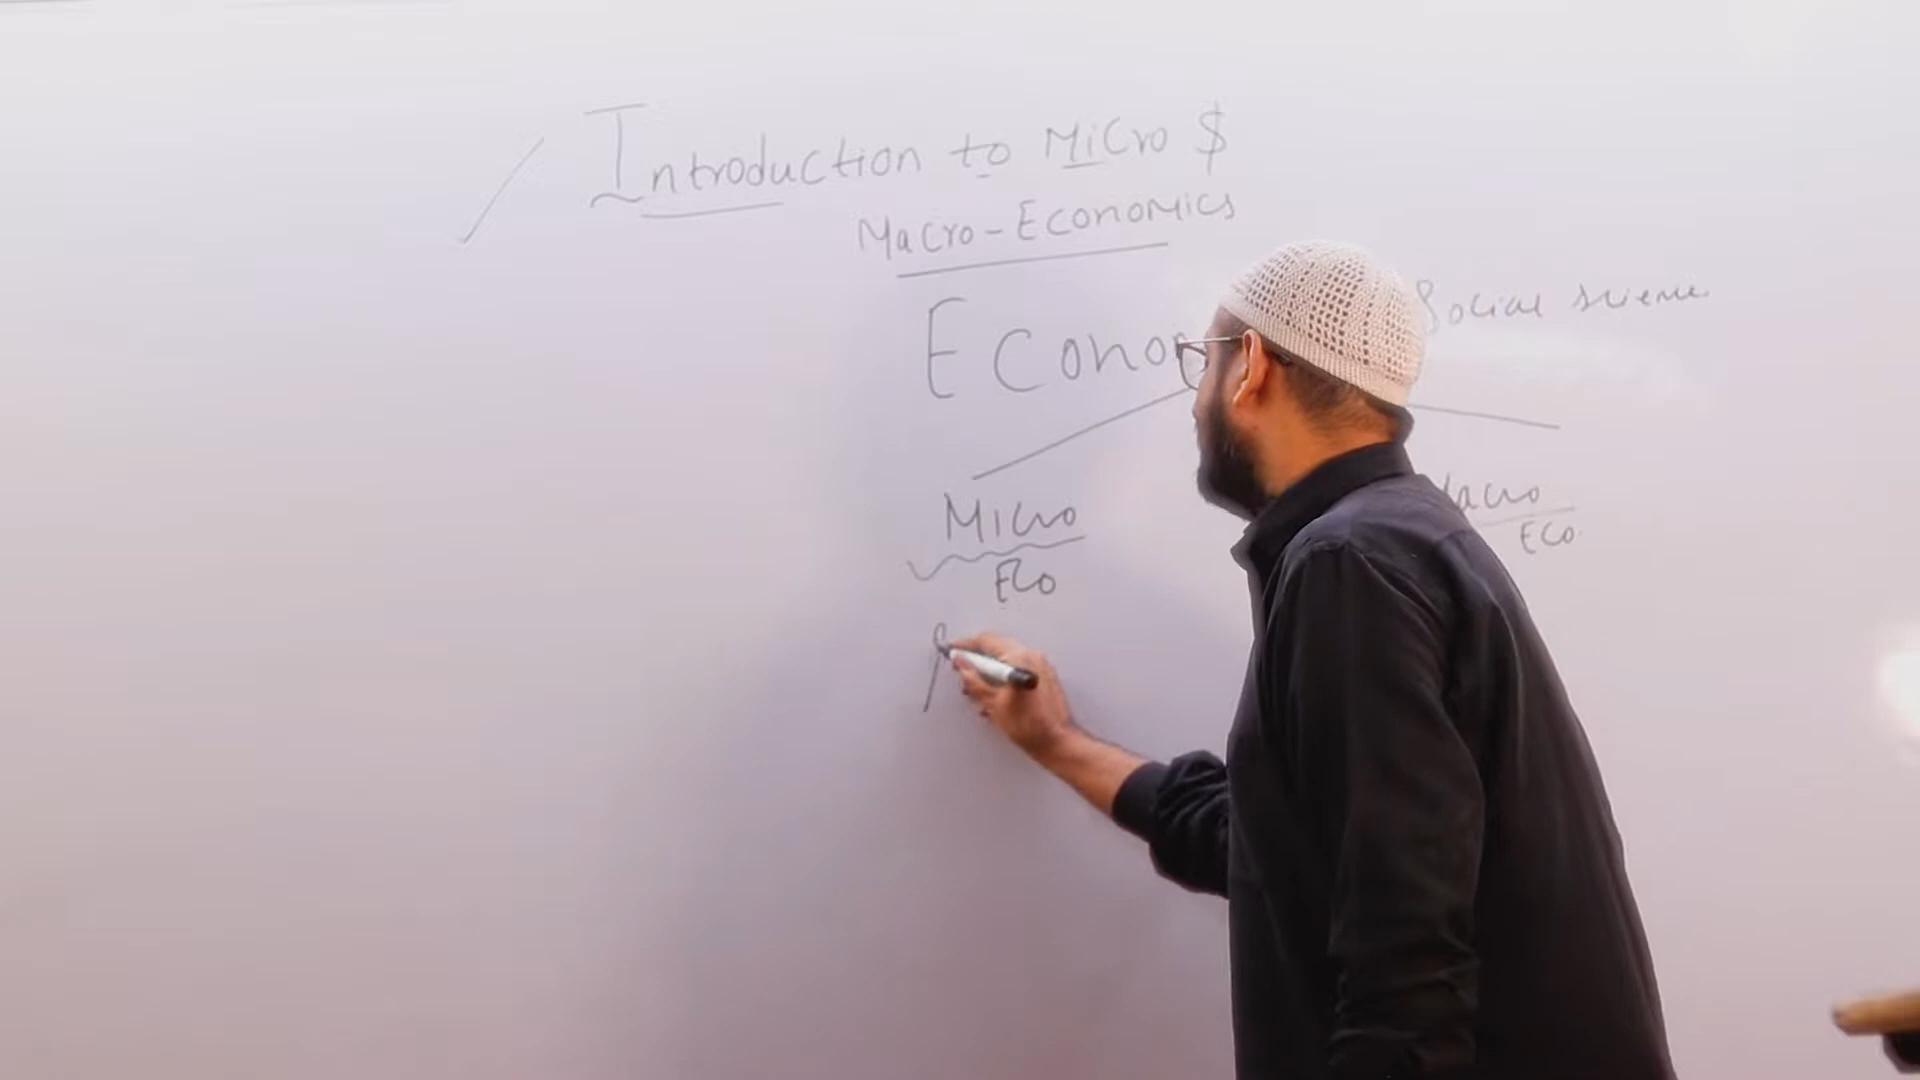 Introduction to Micro $
Macro-Economics
Social science
Econo
Micro
Eco
acro
Eco